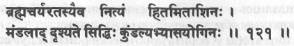 ब्रह्मचर्यरतस्यैव नित्यं हितमिताशिनः ।
मंडलाद् दृश्यते सिद्धिः कुंडल्यभ्यासयोगिनः ।। १२१ ।।